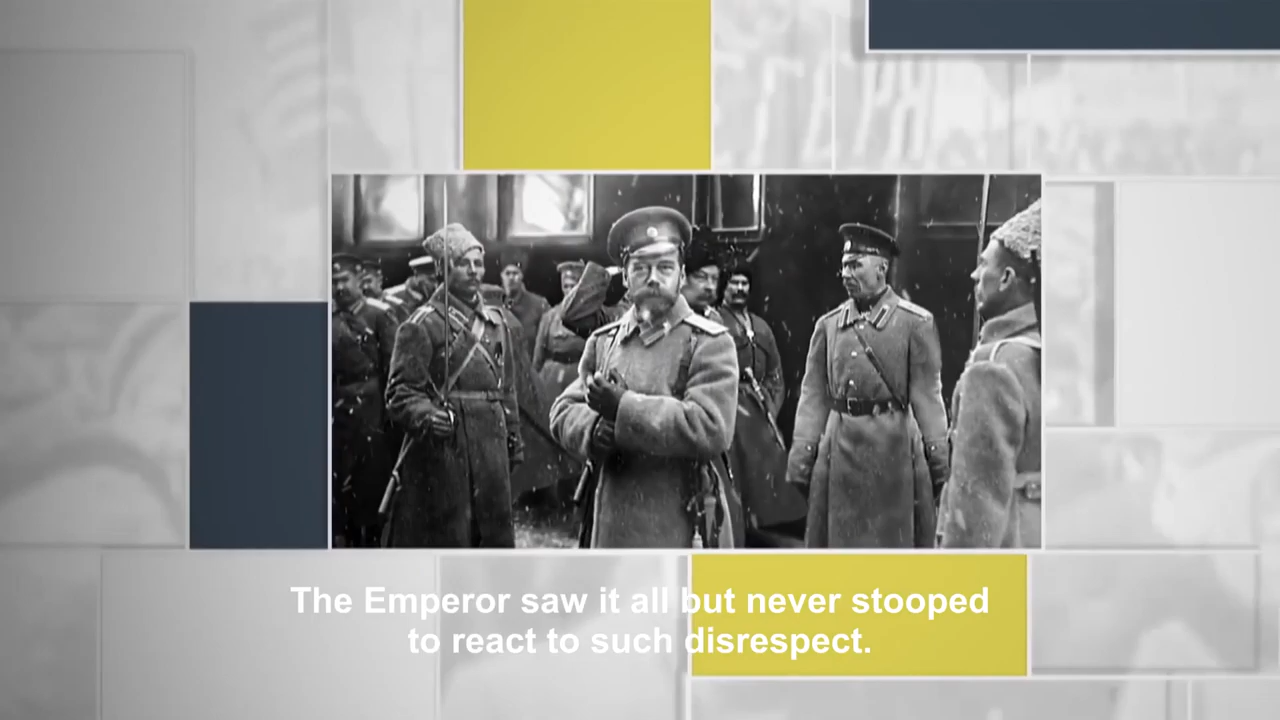 The Emperor saw it all but never stooped
to react to such disrespect.